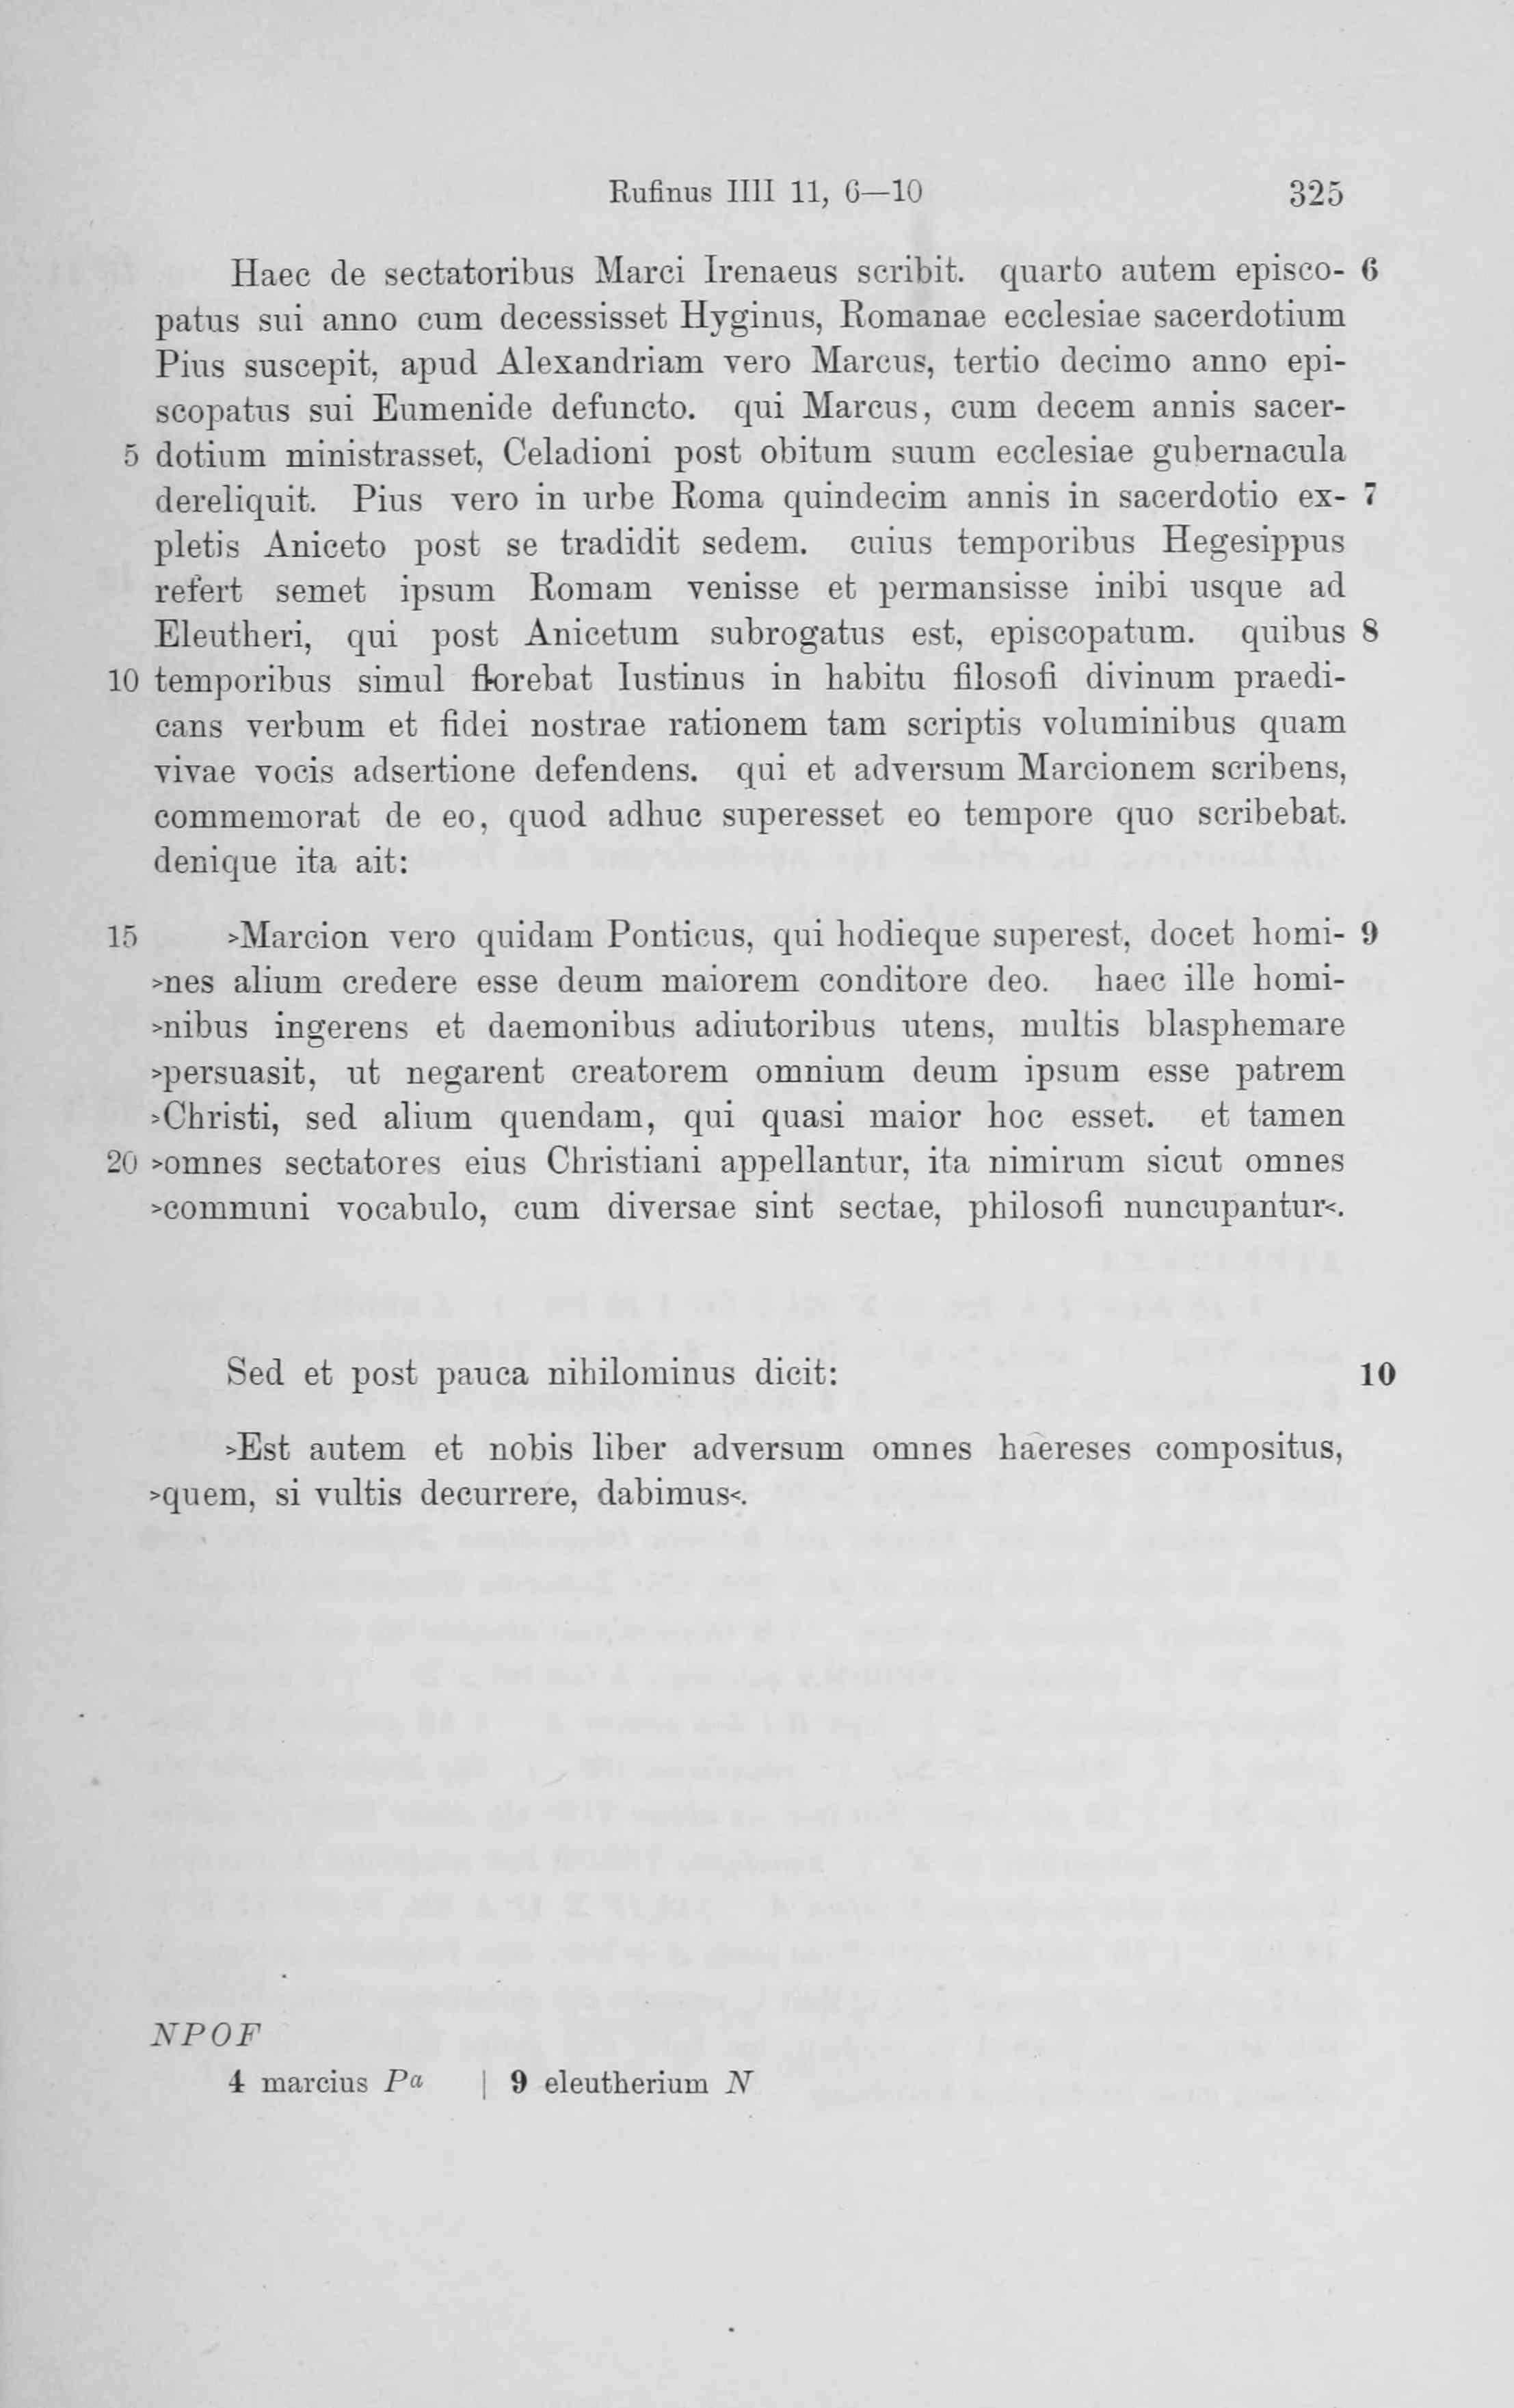 Rufinus IIII 11, 6—10 325
Haec de sectatoribus Marci Irenaeus scribit. quarto autem episco- 6
patus sui anno cum decessisset Hyginus, Romanae ecclesiae sacerdotium
Pius suscepit, apud Alexandriam vero Marcus, tertio decimo anno epi-
scopatus sui Eumenide defuncto. qui Marcus, cum decem annis sacer-
5 dotium ministrasset, Celadioni post obitum suum ecclesiae gubernacula
dereliquit. Pius vero in urbe Roma quindecim annis in sacerdotio ex- 7
pletis Aniceto post se tradidit sedem. cuius temporibus Hegesippus
refert semet ipsum Romam venisse et permansisse inibi usque ad
Eleutheri, qui post Anicetum subrogatus est, episcopatum. quibus 8
10 temporibus simul florebat Iustinus in habitu filosofi divinum praedi-
cans verbum et fidei nostrae rationem tam scriptis voluminibus quam
vivae vocis adsertione defendens. qui et adversum Marcionem scribens,
commemorat de eo, quod adhuc superesset eo tempore quo scribebat.
denique ita ait:
15 >Marcion vero quidam Ponticus, qui hodieque superest, docet homi- 9
>nes alium credere esse deum maiorem conditore deo. haec ille homi-
>nibus ingerens et daemonibus adiutoribus utens, multis blasphemare
>persuasit, ut negarent creatorem omnium deum ipsum esse patrem
>Christi, sed alium quendam, qui quasi maior hoc esset. et tamen
20 >omnes sectatores eius Christiani appellantur, ita nimirum sicut omnes
>communi vocabulo, cum diversae sint sectae, philosofi nuncupantur<.
Sed et post pauca nihilominus dicit: 10
>Est autem et nobis liber adversum omnes haereses compositus,
>quem, si vultis decurrere, dabimus<.
NPOF
4 marcius Pa | 9 eleutherium N